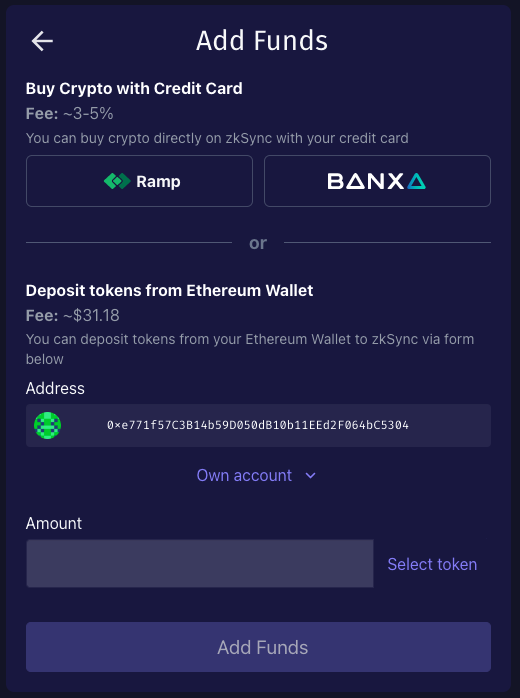 Add Funds
Buy Crypto with Credit Card
Fee: ~3-5%
You can buy crypto directly on zkSync with your credit card
Ramp
BANXA
or
Deposit tokens from Ethereum Wallet
Fee: ~$31.18
You can deposit tokens from your Ethereum Wallet to zkSync via form
below
Address
0xe771f57C3B14b59D050dB10b11EEd2F064bC5304
Own account
Amount
Select token
Add Funds